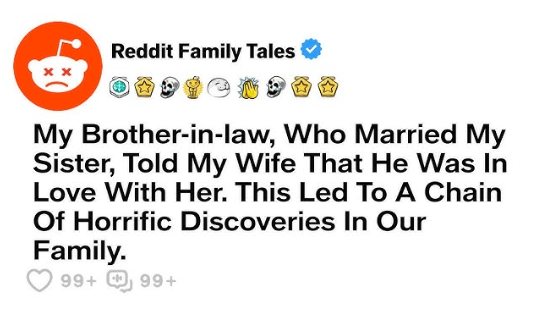 Reddit Family Tales
My Brother-in-law, Who Married My
Sister, Told My Wife That He Was In
Love With Her. This Led To A Chain
Of Horrific Discoveries In Our
Family.
99+ 99+